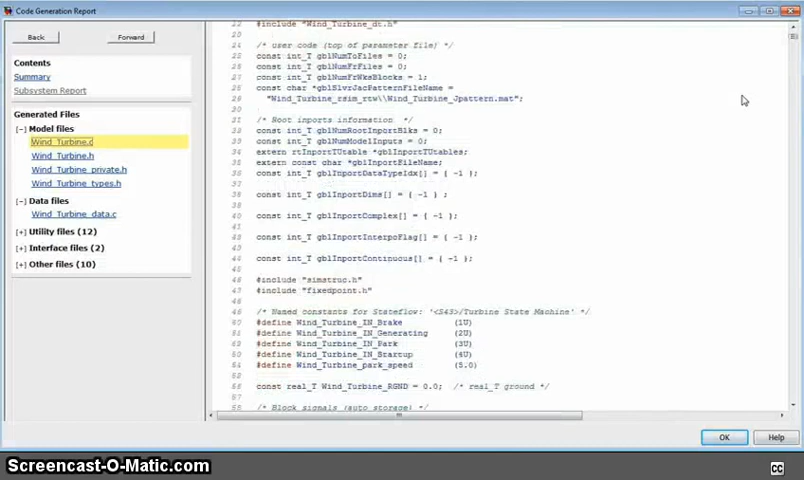 Code Generation Report
Back
Forward
Contents
Summary
Subsystem Report
Generated Files
[-] Model files
Wind_Turbine.c
Wind_Turbine.h
Wind_Turbine_private.h
Wind_Turbine_types.h
[-] Data files
Wind_Turbine_data.c
[+] Utility files (12)
[+] Interface files (2)
[+] Other files (10)
22 #include "Wind_Turbine_dt.h"
/* user code (top of parameter file) */
const int_T gblNumToFiles = 0;
const int_T gblNumFrFiles = 0;
const int_T gblNumFrWksBlocks = 1;
const char *gblSlvrJacPatternFileName =
"Wind_Turbine_rsim_rtw\\Wind_Turbine_Jpattern.mat";
/* Root inports information */
const int_T gblNumRootInportBlks = 0;
const int_T gblNumModelInputs = 0;
extern rtInportTUtable *gblInportTUtables;
extern const char *gblInportFileName;
const int_T gblInportDataTypeIdx[] = { -1 };
const int_T gblInportDims[] = { -1 } ;
const int_T gblInportComplex[] = { -1 };
const int_T gblInportInterpoFlag[] = { -1 };
const int_T gblInportContinuous[] = { -1 };
#include "simstruc.h"
#include "fixedpoint.h"
/* Named constants for Stateflow: '<S43>/Turbine State Machine' */
#define Wind_Turbine_IN_Brake (1U)
#define Wind_Turbine_IN_Generating (2U)
#define Wind_Turbine_IN_Park (3U)
#define Wind_Turbine_IN_Startup (4U)
#define Wind_Turbine_park_speed (5.0)
const real_T Wind_Turbine_RGND = 0.0; /* real_T ground */
/* Block signals (auto storage) */
OK
Help
Screencast-O-Matic.com
CC